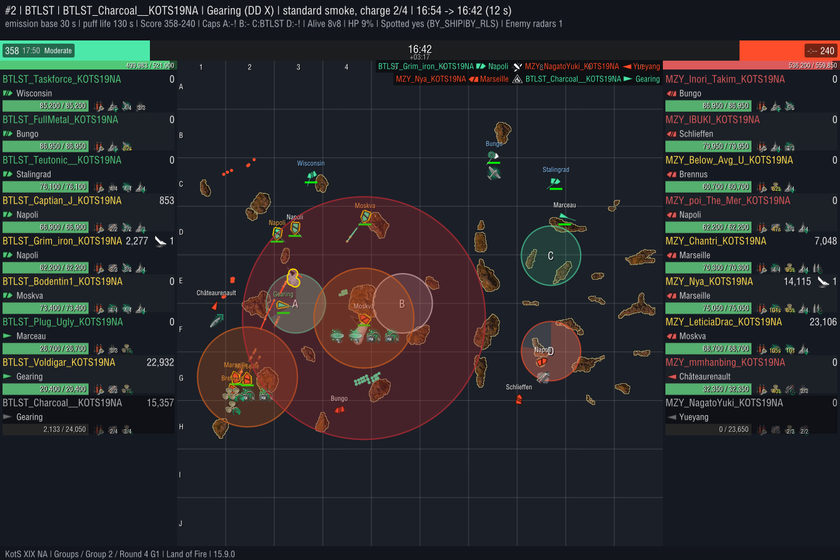 #2 | BTLST | BTLST_Charcoal__KOTS19NA | Gearing (DD X) | standard smoke, charge 2/4 | 16:54 -> 16:42 (12 s)
emission base 30 s | puff life 130 s | Score 358-240 | Caps A:-! B:- C:BTLST D:-! | Alive 8v8 | HP 9% | Spotted yes (BY_SHIP|BY_RLS) | Enemy radars 1
358 17:50 Moderate
16:42
+03:17
-:-- 240
BTLST_Grim_iron_KOTS19NA Napoli MZY_NagatoYuki_KOTS19NA Yueyang
MZY_Nya_KOTS19NA Marseille BTLST_Charcoal__KOTS19NA Gearing
BTLST_Taskforce_KOTS19NA 0
Wisconsin
BTLST_FullMetal_KOTS19NA 0
Bungo
BTLST_Teutonic__KOTS19NA 0
Stalingrad
BTLST_Captian_J_KOTS19NA 853
Napoli
BTLST_Grim_iron_KOTS19NA 2,277 1
Napoli
BTLST_Bodentin1_KOTS19NA 0
Moskva
BTLST_Plug_Ugly_KOTS19NA 0
Marceau
BTLST_Voldigar_KOTS19NA 22,932
Gearing
BTLST_Charcoal__KOTS19NA 15,357
Gearing
2,133 / 24,050
1 2 3 4
A
B
C
D
E
F
G
H
I
J
Wisconsin
Bungo
Stalingrad
Marceau
Moskva
Napoli
Napoli
Châteaurenault
Gearing
A
B
C
D
Moskva
Napoli
Schlieffen
Bungo
MZY_Inori_Takim_KOTS19NA 0
Bungo
MZY_IBUKI_KOTS19NA 0
Schlieffen
MZY_Below_Avg_U_KOTS19NA 0
Brennus
MZY_poi_The_Mer_KOTS19NA 0
Napoli
MZY_Chantri_KOTS19NA 7,048
Marseille
MZY_Nya_KOTS19NA 14,115 1
Marseille
MZY_LeticiaDrac_KOTS19NA 23,106
Moskva
MZY_mmhanbing_KOTS19NA 0
Châteaurenault
MZY_NagatoYuki_KOTS19NA 0
Yueyang
0 / 23,650
KotS XIX NA | Groups / Group 2 / Round 4 G1 | Land of Fire | 15.9.0